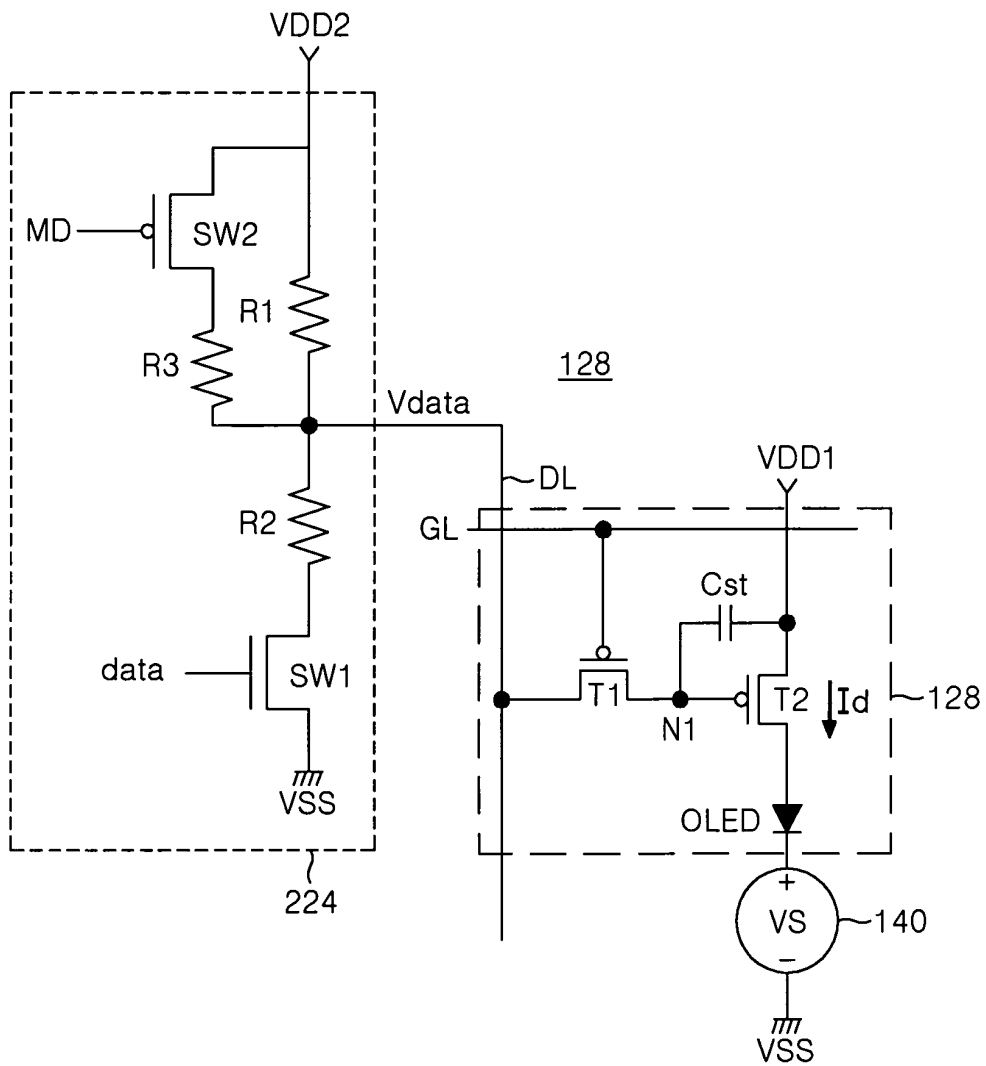 VDD2
MD
SW2
R1
R3
Vdata
128
DL
VDD1
R2
GL
Cst
data
SW1
T1
N1
T2
Id
128
VSS
OLED
224
+
VS
140
−
VSS